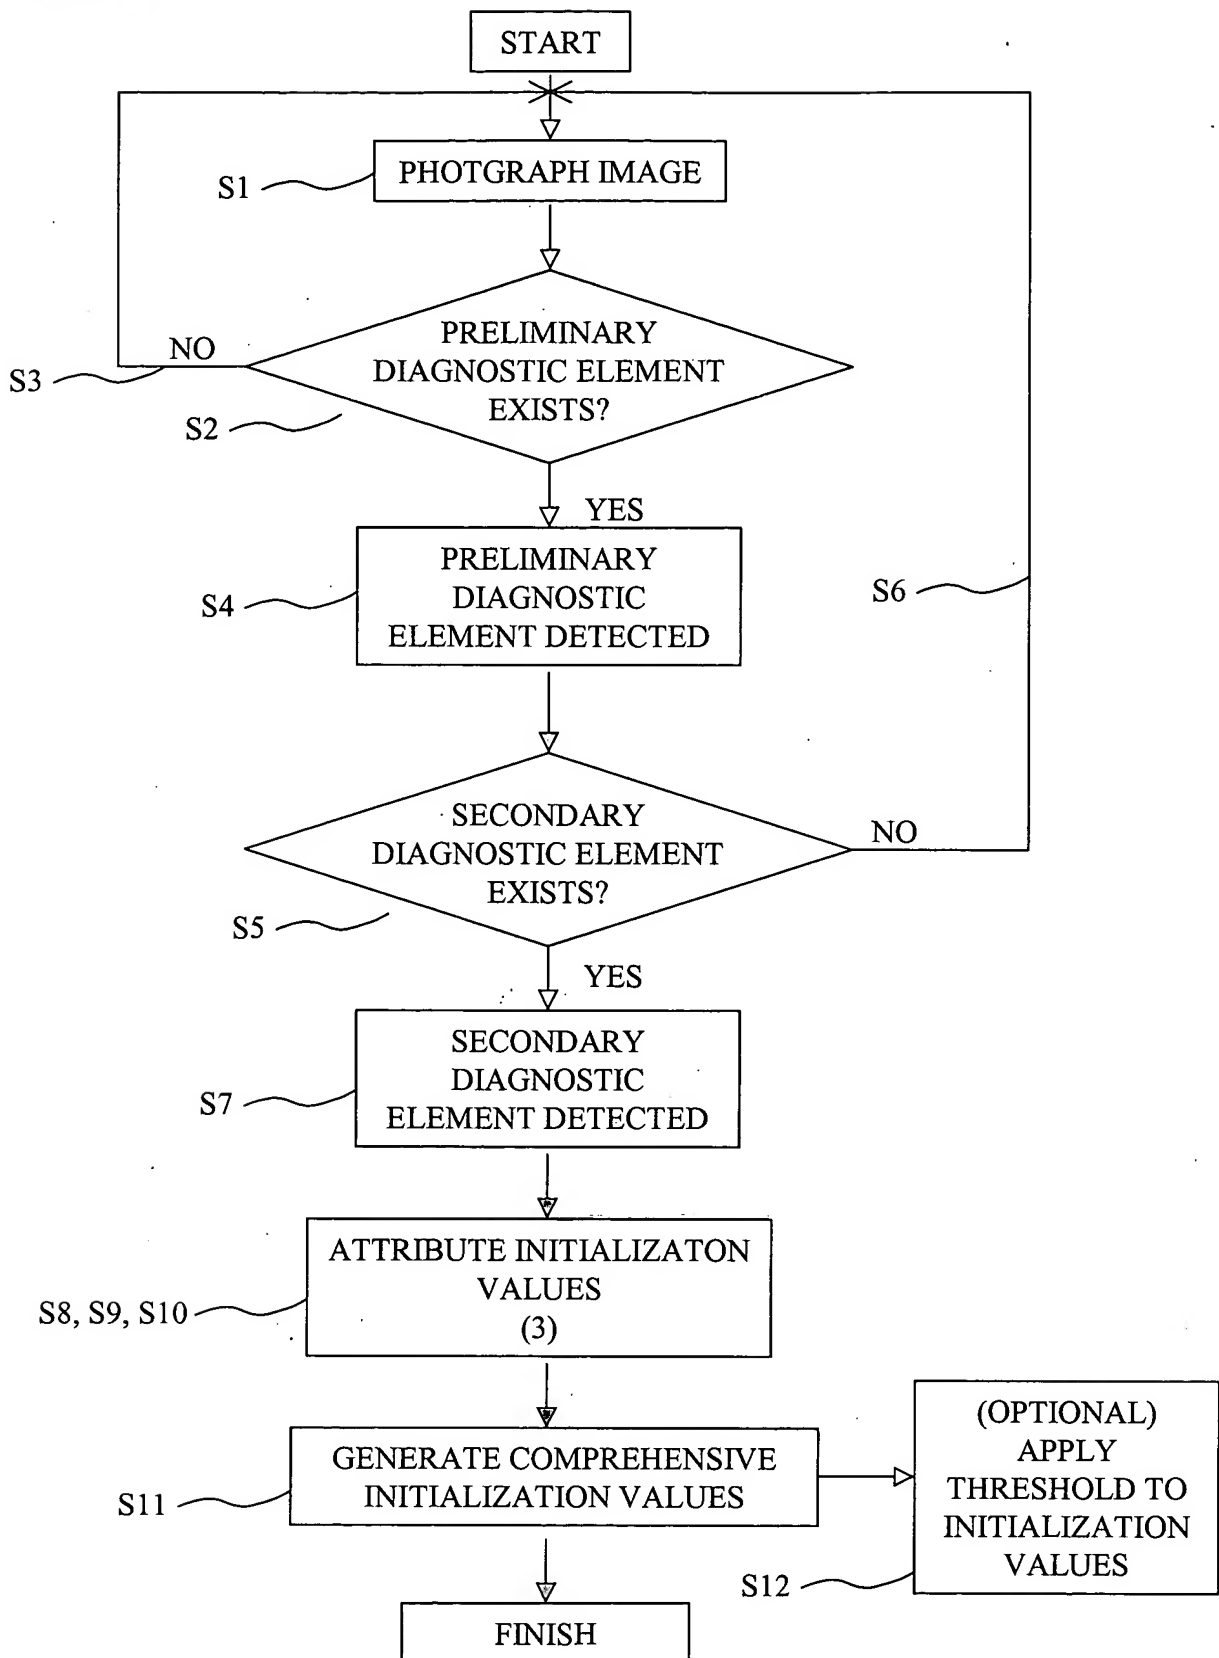 START
S1
PHOTGRAPH IMAGE
NO
S3
PRELIMINARY
DIAGNOSTIC ELEMENT
EXISTS?
S2
YES
S4
PRELIMINARY
DIAGNOSTIC
ELEMENT DETECTED
S6
SECONDARY
DIAGNOSTIC ELEMENT
EXISTS?
NO
S5
YES
S7
SECONDARY
DIAGNOSTIC
ELEMENT DETECTED
S8, S9, S10
ATTRIBUTE INITIALIZATON
VALUES
(3)
S11
GENERATE COMPREHENSIVE
INITIALIZATION VALUES
(OPTIONAL)
APPLY
THRESHOLD TO
INITIALIZATION
VALUES
S12
FINISH